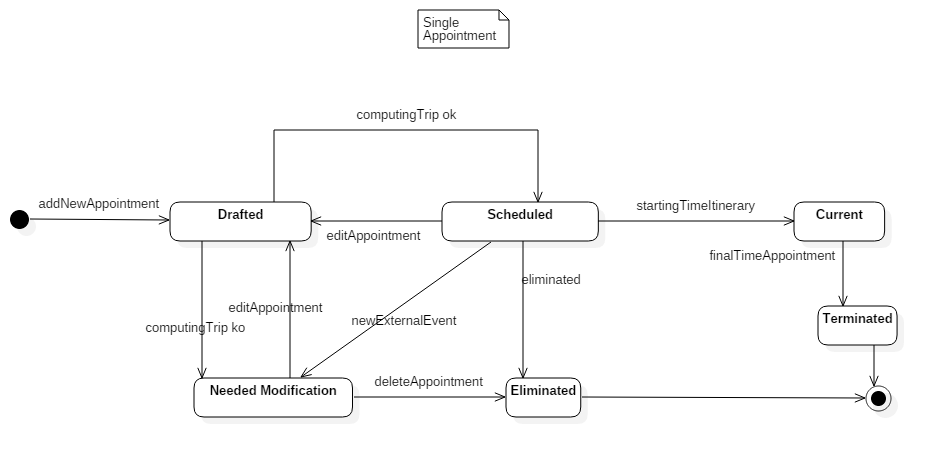 Single
Appointment
computingTrip ok
addNewAppointment
startingTimeItinerary
Drafted
Scheduled
Current
editAppointment
finalTimeAppointment
eliminated
editAppointment
newExternalEvent
computingTrip ko
Terminated
deleteAppointment
Needed Modification
Eliminated